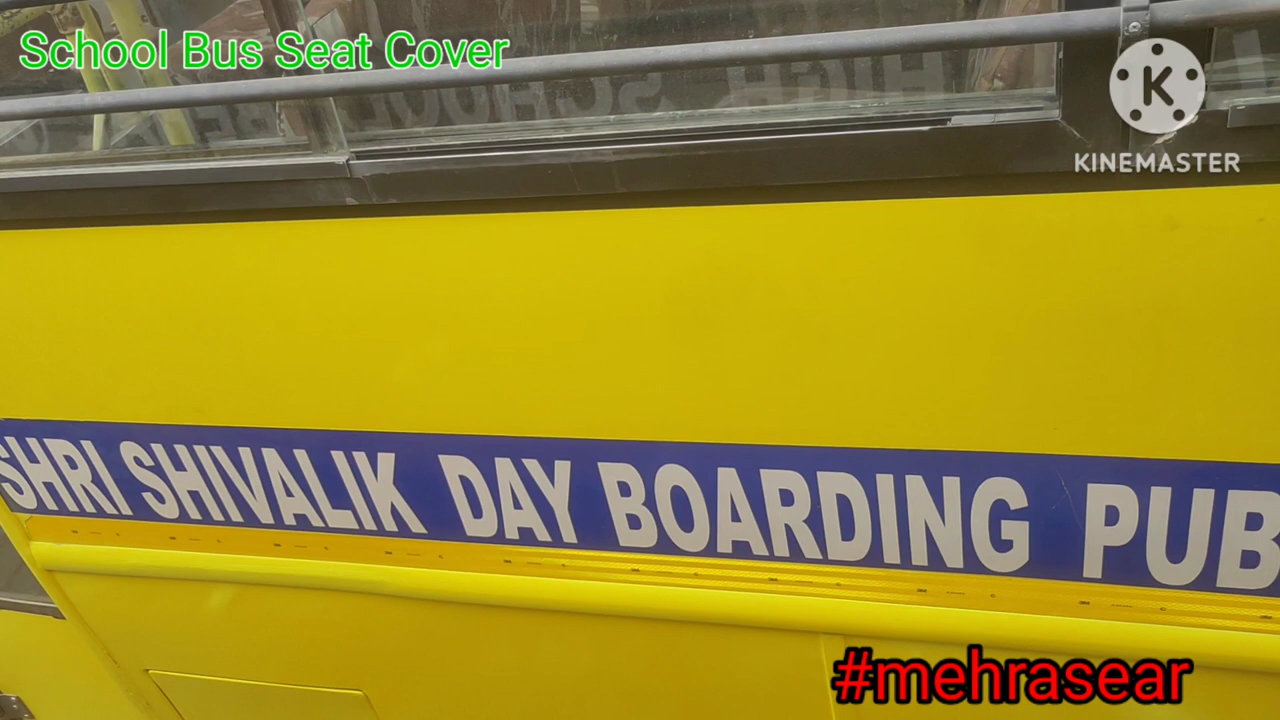 School Bus Seat Cover
K
KINEMASTER
SHRI SHIVALIK DAY BOARDING PUB
#mehrasear